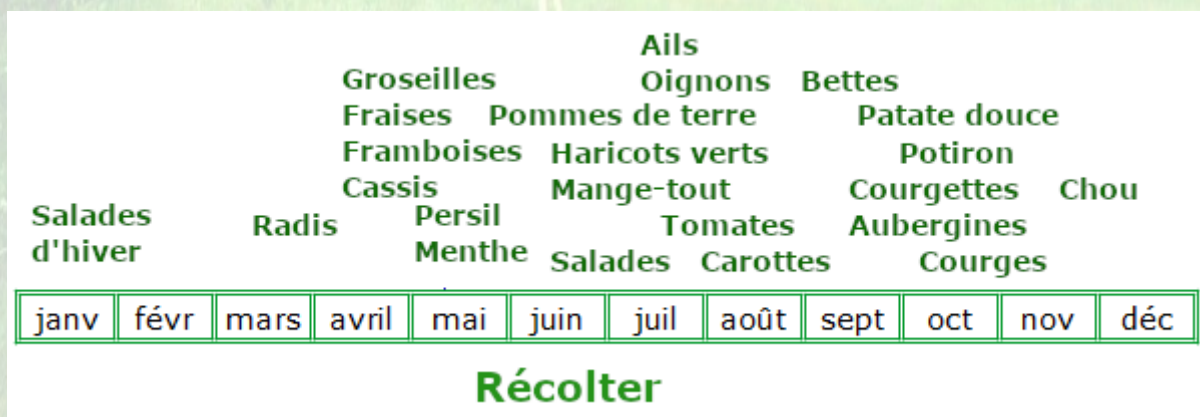 Ails
Groseilles Oignons Bettes
Fraises Pommes de terre Patate douce
Framboises Haricots verts Potiron
Cassis Mange-tout Courgettes Chou
Salades Radis Persil Tomates Aubergines
d'hiver Menthe Salades Carottes Courges
janv févr mars avril mai juin juil août sept oct nov déc
Récolter